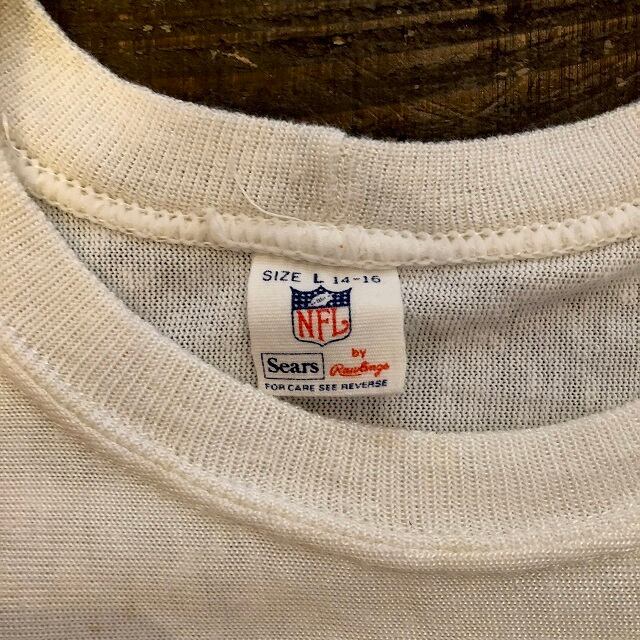 SIZE L 14-16
NFL
Sears by Rawlings
FOR CARE SEE REVERSE